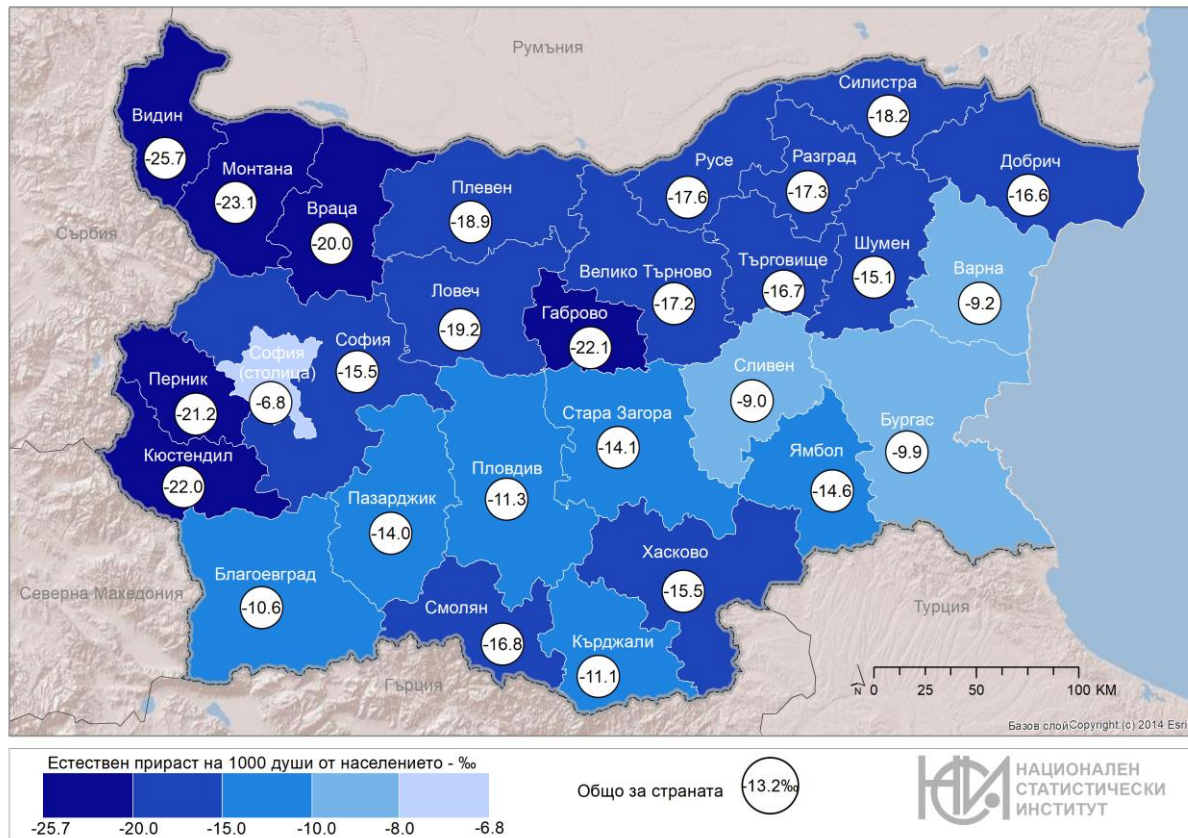 Румъния
Силистра
-18.2
Видин
-25.7
Монтана
-23.1
Враца
-20.0
Плевен
-18.9
Русе
-17.6
Разград
-17.3
Добрич
-16.6
Сърбия
Шумен
-15.1
Варна
-9.2
Велико Търново
-17.2
Търговище
-16.7
Ловеч
-19.2
Габрово
-22.1
София
(столица)
-6.8
София
-15.5
Перник
-21.2
Сливен
-9.0
Стара Загора
-14.1
Бургас
-9.9
Кюстендил
-22.0
Ямбол
-14.6
Пловдив
-11.3
Пазарджик
-14.0
Хасково
-15.5
Благоевград
-10.6
Северна Македония
Смолян
-16.8
Кърджали
-11.1
Турция
Гърция
N
0 25 50 100 КМ
Базов слойCopyright:(c) 2014 Esri
Естествен прираст на 1000 души от населението - ‰
-25.7 -20.0 -15.0 -10.0 -8.0 -6.8
Общо за страната -13.2‰
НСИ
НАЦИОНАЛЕН
СТАТИСТИЧЕСКИ
ИНСТИТУТ